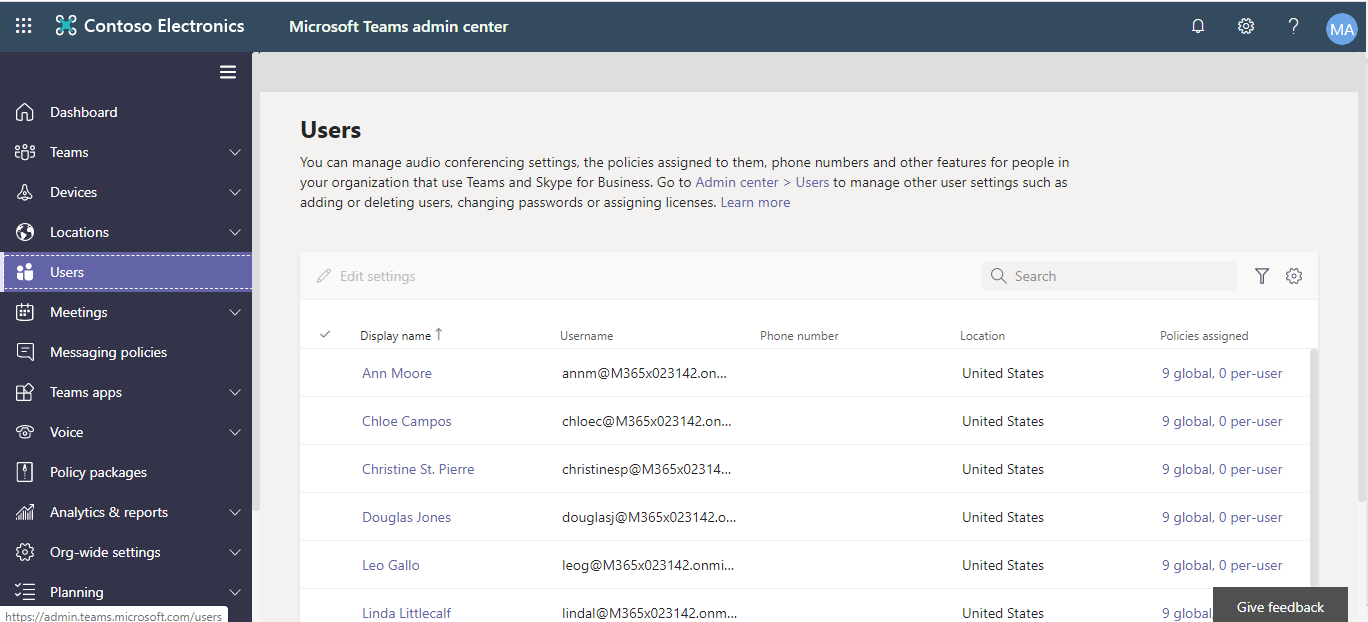 Contoso Electronics
Microsoft Teams admin center
?
MA
Dashboard
Teams
Devices
Locations
Users
Meetings
Messaging policies
Teams apps
Voice
Policy packages
Analytics & reports
Org-wide settings
Planning
https://admin.teams.microsoft.com/users
Users
You can manage audio conferencing settings, the policies assigned to them, phone numbers and other features for people in
your organization that use Teams and Skype for Business. Go to Admin center > Users to manage other user settings such as
adding or deleting users, changing passwords or assigning licenses. Learn more
Edit settings
Search
Display name ↑ Username Phone number Location Policies assigned
Ann Moore annm@M365x023142.on... United States 9 global, 0 per-user
Chloe Campos chloec@M365x023142.on... United States 9 global, 0 per-user
Christine St. Pierre christinesp@M365x02314... United States 9 global, 0 per-user
Douglas Jones douglasj@M365x023142.o... United States 9 global, 0 per-user
Leo Gallo leog@M365x023142.onmi... United States 9 global, 0 per-user
Linda Littlecalf lindal@M365x023142.onm... United States 9 global
Give feedback